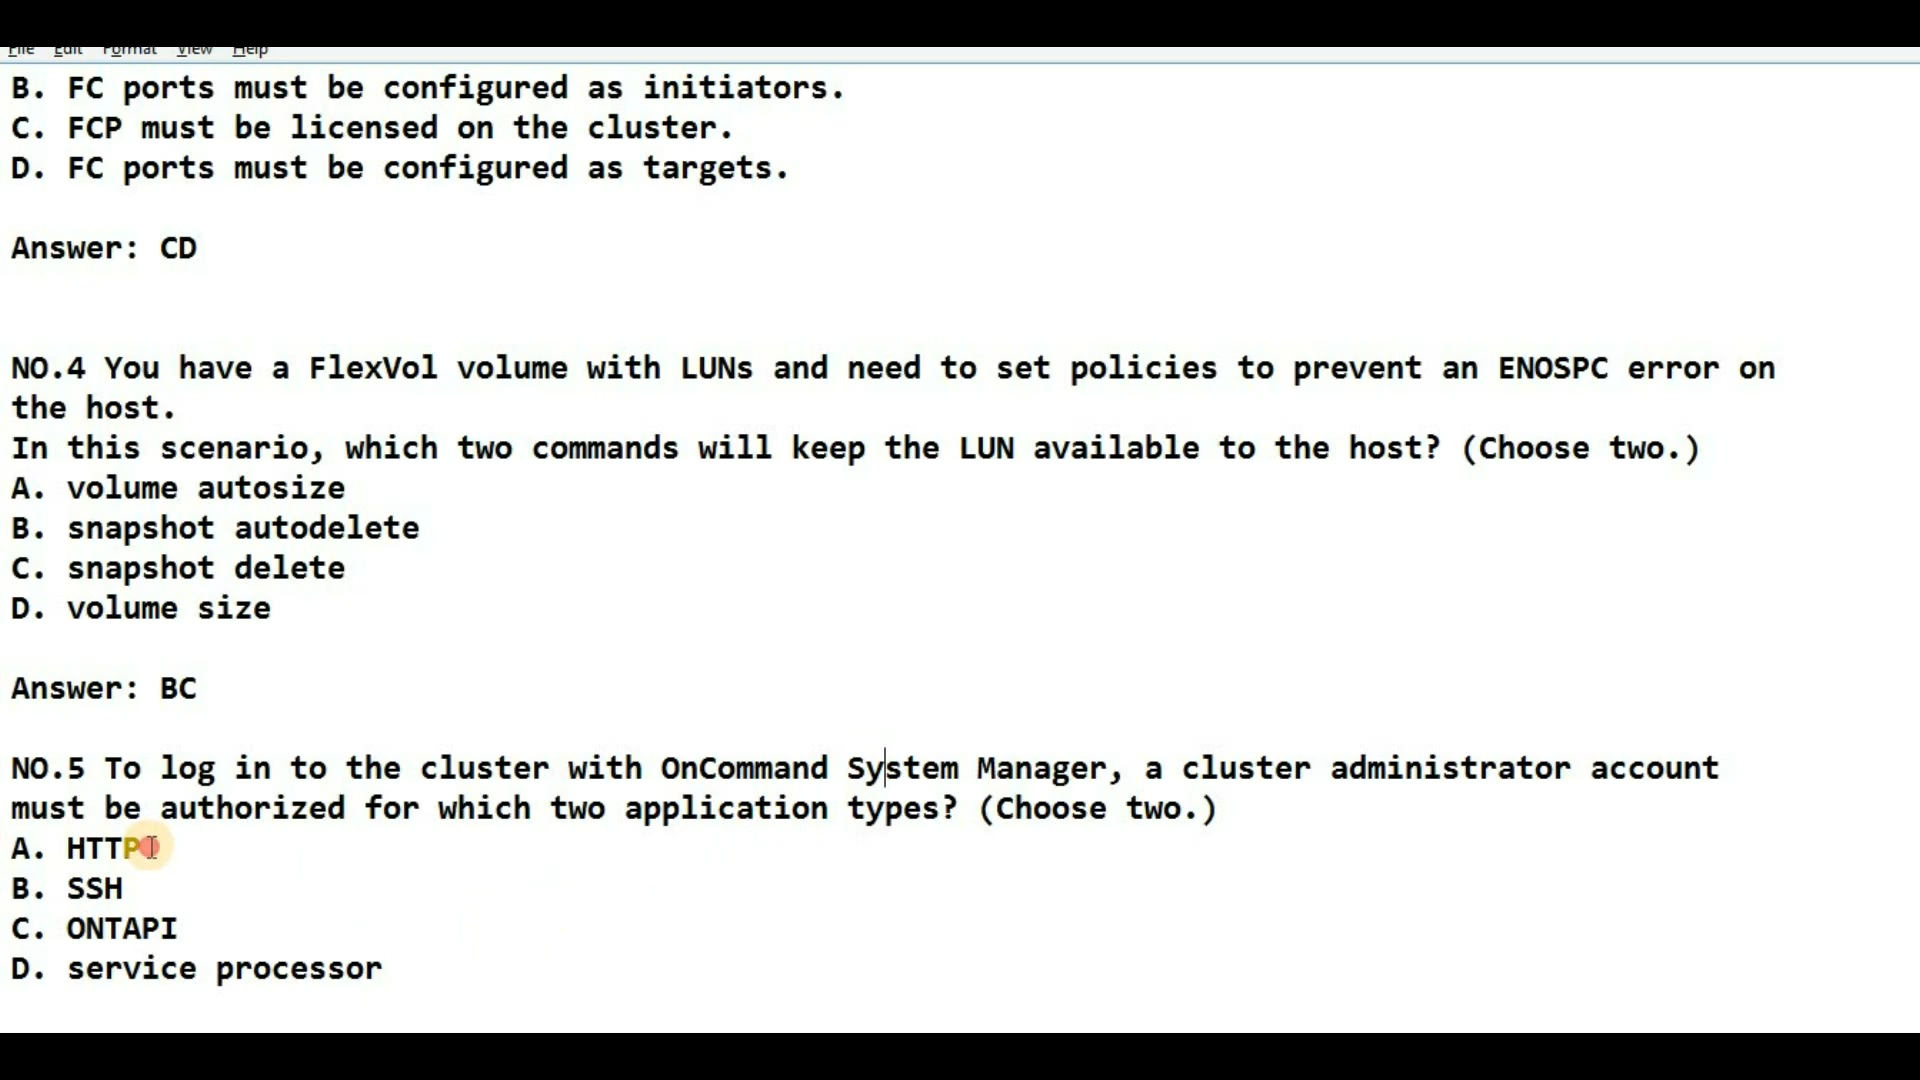 File Edit Format View Help
B. FC ports must be configured as initiators.
C. FCP must be licensed on the cluster.
D. FC ports must be configured as targets.
Answer: CD
NO.4 You have a FlexVol volume with LUNs and need to set policies to prevent an ENOSPC error on
the host.
In this scenario, which two commands will keep the LUN available to the host? (Choose two.)
A. volume autosize
B. snapshot autodelete
C. snapshot delete
D. volume size
Answer: BC
NO.5 To log in to the cluster with OnCommand System Manager, a cluster administrator account
must be authorized for which two application types? (Choose two.)
A. HTTP
B. SSH
C. ONTAPI
D. service processor